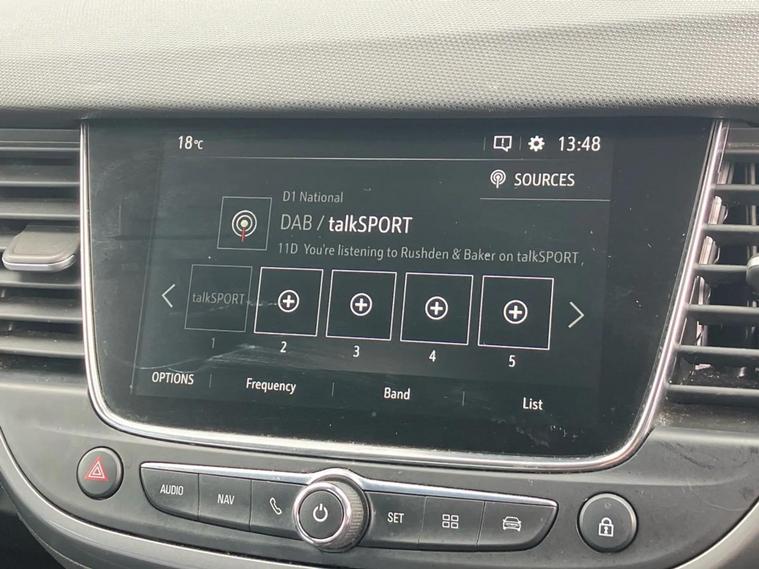 18°C 13:48
SOURCES
D1 National
DAB / talkSPORT
11D You're listening to Rushden & Baker on talkSPORT
talkSPORT
1 2 3 4 5
OPTIONS Frequency Band List
AUDIO NAV SET